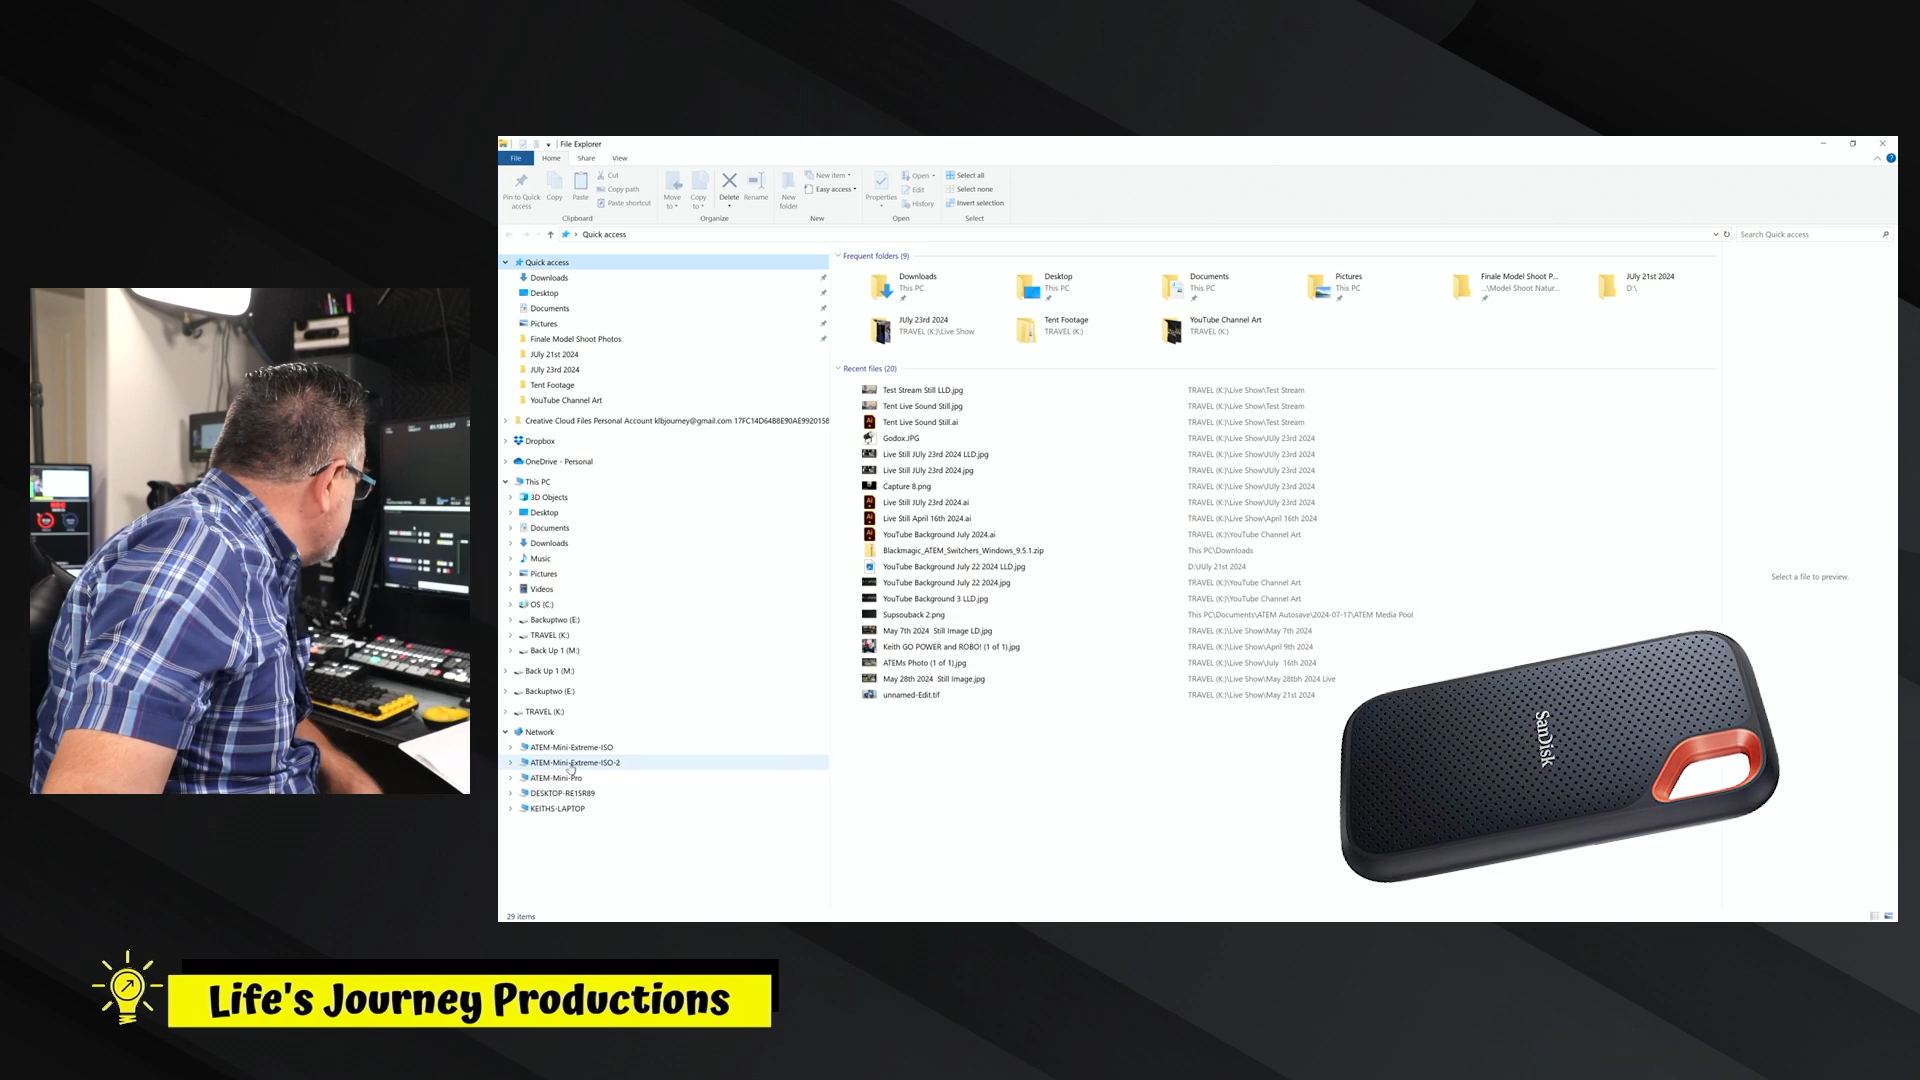 File Explorer
File
Home
Share
View
Pin to Quick access
Copy
Paste
Cut
Copy path
Paste shortcut
Clipboard
Move to
Copy to
Delete
Rename
Organize
New folder
New item
Easy access
New
Properties
Open
Edit
History
Open
Select all
Select none
Invert selection
Select
Quick access
Search Quick access
Quick access
Downloads
Desktop
Documents
Pictures
Finale Model Shoot Photos
JUly 21st 2024
JUly 23rd 2024
Tent Footage
YouTube Channel Art
Creative Cloud Files Personal Account klbjourney@gmail.com 17FC14D64B8E90AE9920158
Dropbox
OneDrive - Personal
This PC
3D Objects
Desktop
Documents
Downloads
Music
Pictures
Videos
OS (C:)
Backuptwo (E:)
TRAVEL (K:)
Back Up 1 (M:)
Back Up 1 (M:)
Backuptwo (E:)
TRAVEL (K:)
Network
ATEM-Mini-Extreme-ISO
ATEM-Mini-Extreme-ISO-2
ATEM-Mini-Pro
DESKTOP-RE15R89
KEITHS-LAPTOP
29 items
Frequent folders (9)
Downloads
This PC
Desktop
This PC
Documents
This PC
Pictures
This PC
Finale Model Shoot P...
...\Model Shoot Natur...
JUly 21st 2024
D:\
JUly 23rd 2024
TRAVEL (K:)\Live Show
Tent Footage
TRAVEL (K:)
YouTube Channel Art
TRAVEL (K:)
Recent files (20)
Test Stream Still LLD.jpg TRAVEL (K:)\Live Show\Test Stream
Tent Live Sound Still.jpg TRAVEL (K:)\Live Show\Test Stream
Tent Live Sound Still.ai TRAVEL (K:)\Live Show\Test Stream
Godox.JPG TRAVEL (K:)\Live Show\JUly 23rd 2024
Live Still JUly 23rd 2024 LLD.jpg TRAVEL (K:)\Live Show\JUly 23rd 2024
Live Still JUly 23rd 2024.jpg TRAVEL (K:)\Live Show\JUly 23rd 2024
Capture 8.png TRAVEL (K:)\Live Show\JUly 23rd 2024
Live Still JUly 23rd 2024.ai TRAVEL (K:)\Live Show\JUly 23rd 2024
Live Still April 16th 2024.ai TRAVEL (K:)\Live Show\April 16th 2024
YouTube Background July 2024.ai TRAVEL (K:)\YouTube Channel Art
Blackmagic_ATEM_Switchers_Windows_9.5.1.zip This PC\Downloads
YouTube Background July 22 2024 LLD.jpg D:\JUly 21st 2024
YouTube Background July 22 2024.jpg TRAVEL (K:)\YouTube Channel Art
YouTube Background 3 LLD.jpg TRAVEL (K:)\YouTube Channel Art
Supsouback 2.png This PC\Documents\ATEM Autosave\2024-07-17\ATEM Media Pool
May 7th 2024 Still Image LD.jpg TRAVEL (K:)\Live Show\May 7th 2024
Keith GO POWER and ROBO! (1 of 1).jpg TRAVEL (K:)\Live Show\April 9th 2024
ATEMs Photo (1 of 1).jpg TRAVEL (K:)\Live Show\July 16th 2024
May 28th 2024 Still Image.jpg TRAVEL (K:)\Live Show\May 28tbh 2024 Live
unnamed-Edit.tif TRAVEL (K:)\Live Show\May 21st 2024
Select a file to preview.
SanDisk
Life's Journey Productions